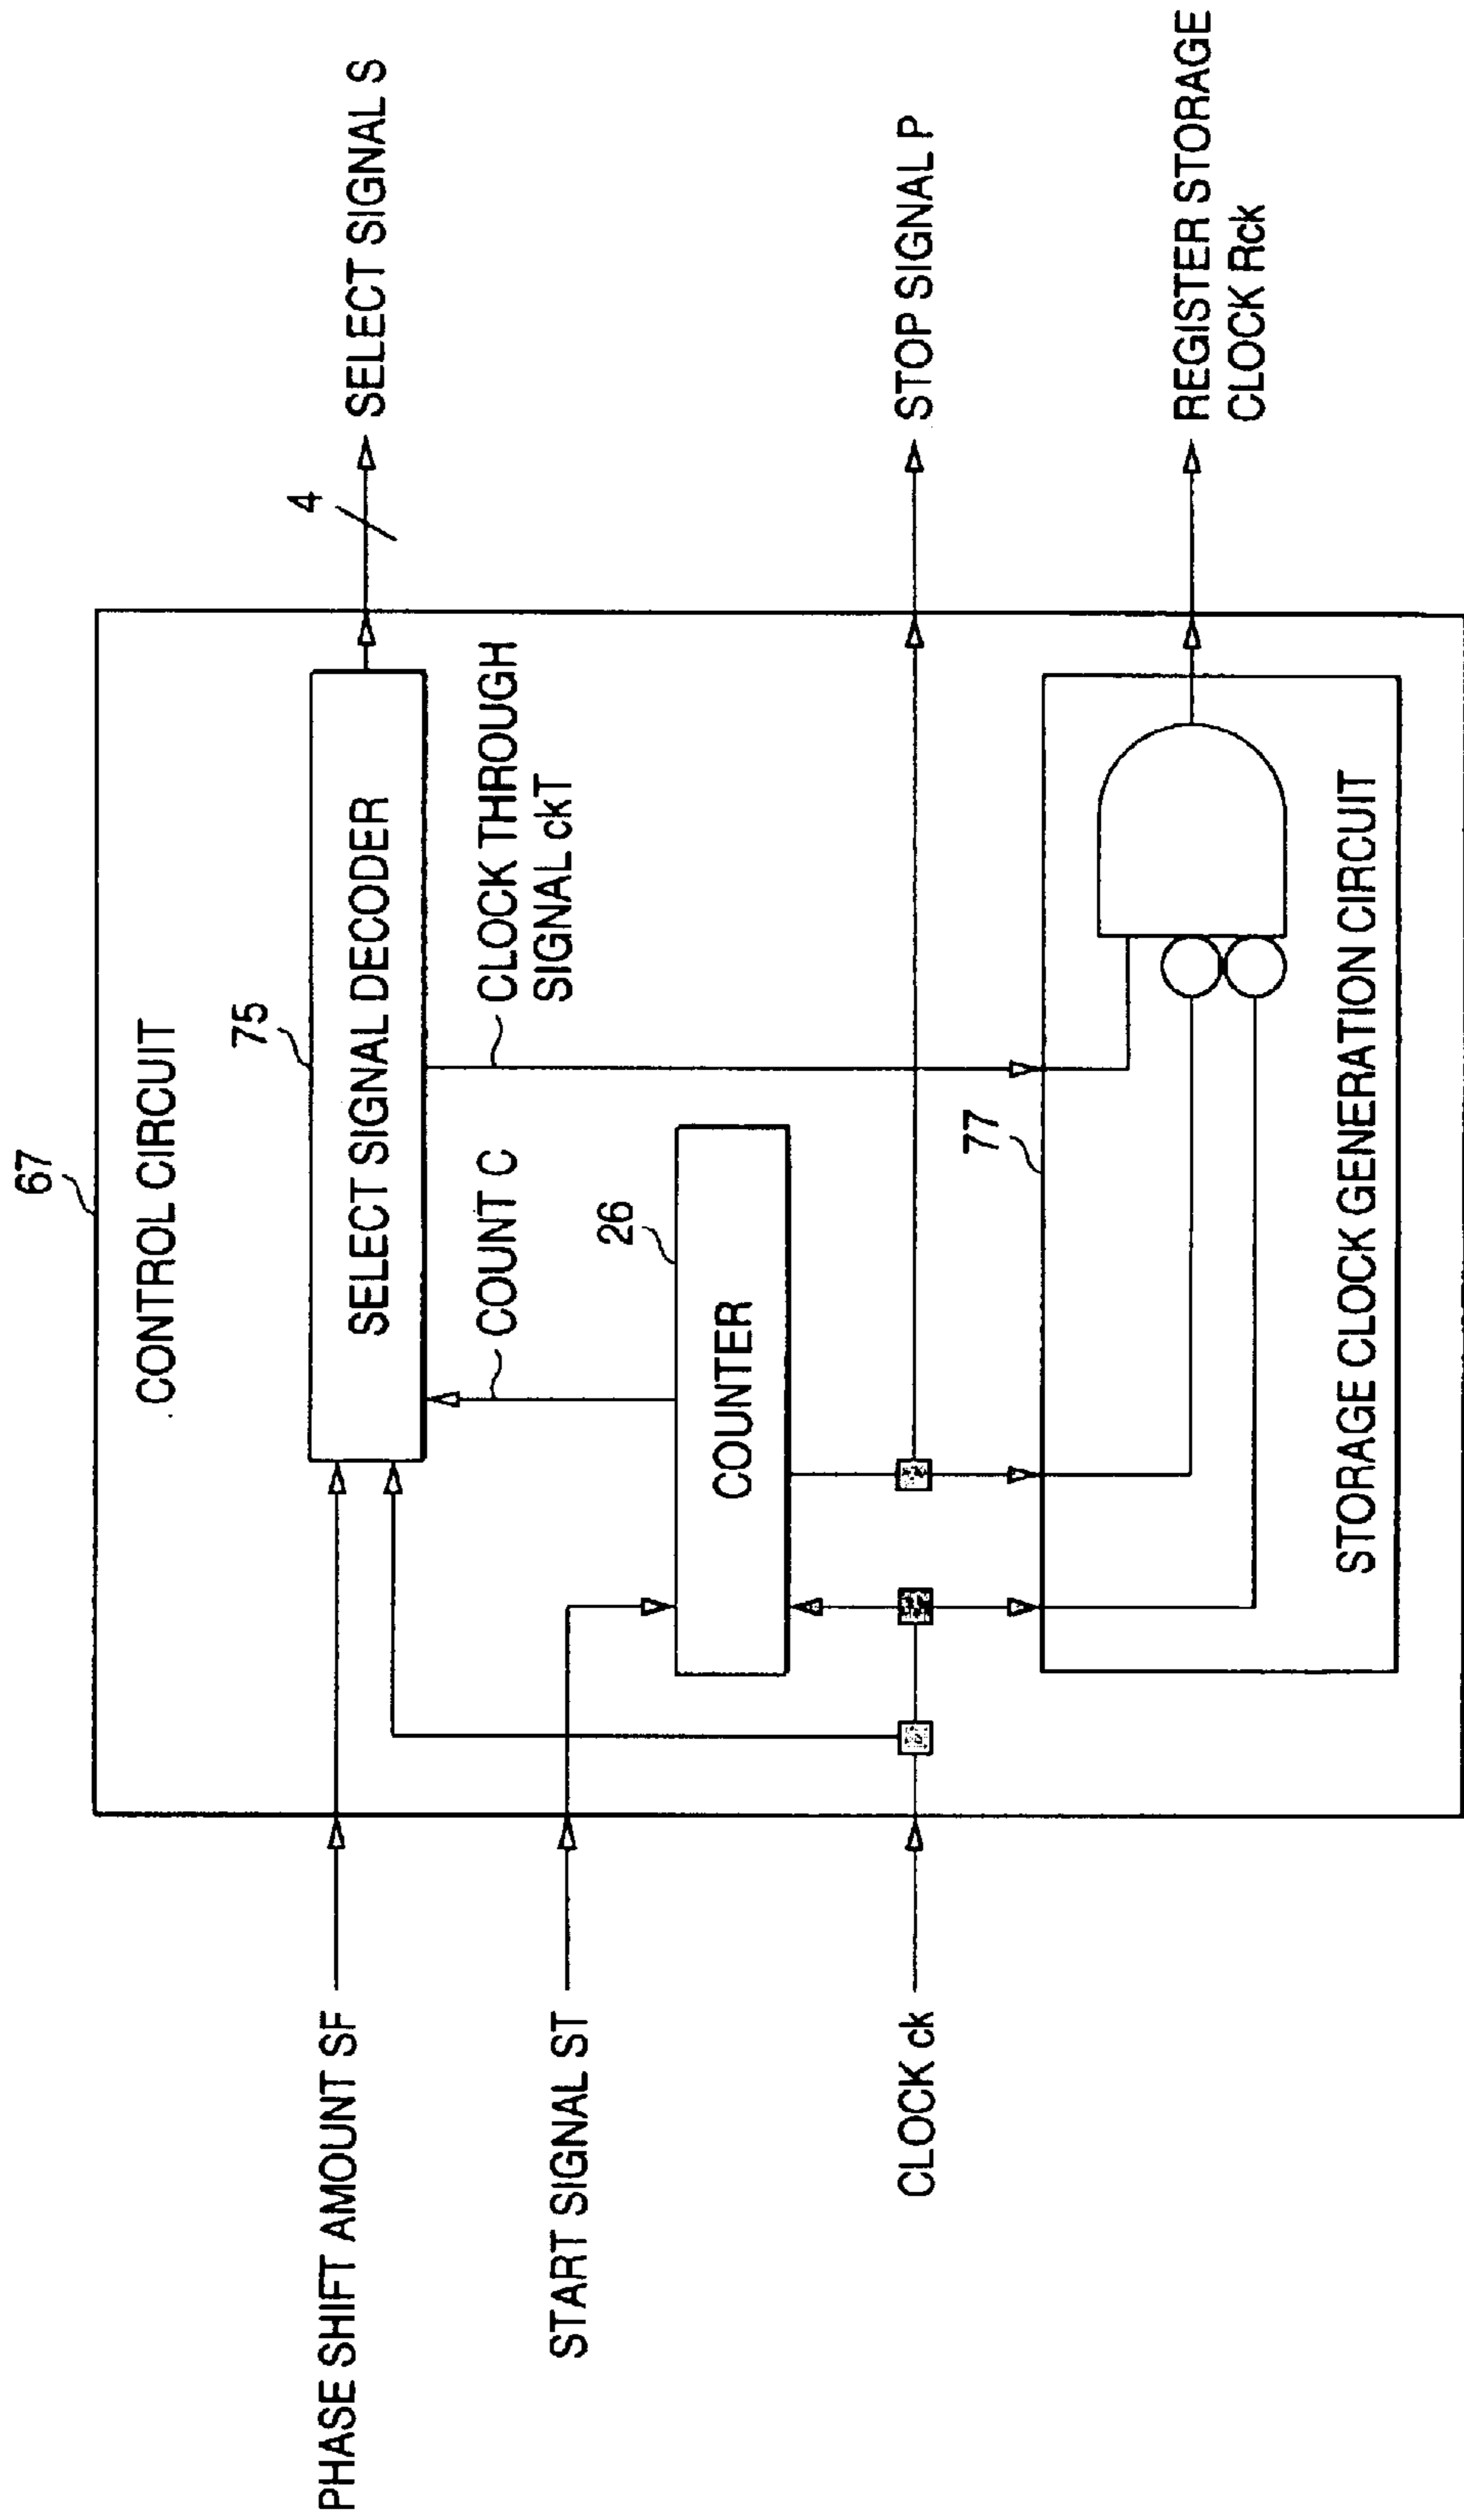 67
CONTROL CIRCUIT
PHASE SHIFT AMOUNT SF
75
SELECT SIGNAL DECODER
4
SELECT SIGNAL S
COUNT C
CLOCK THROUGH
SIGNAL ckT
START SIGNAL ST
26
COUNTER
CLOCK ck
STOP SIGNAL P
77
REGISTER STORAGE
CLOCK Rck
STORAGE CLOCK GENERATION CIRCUIT